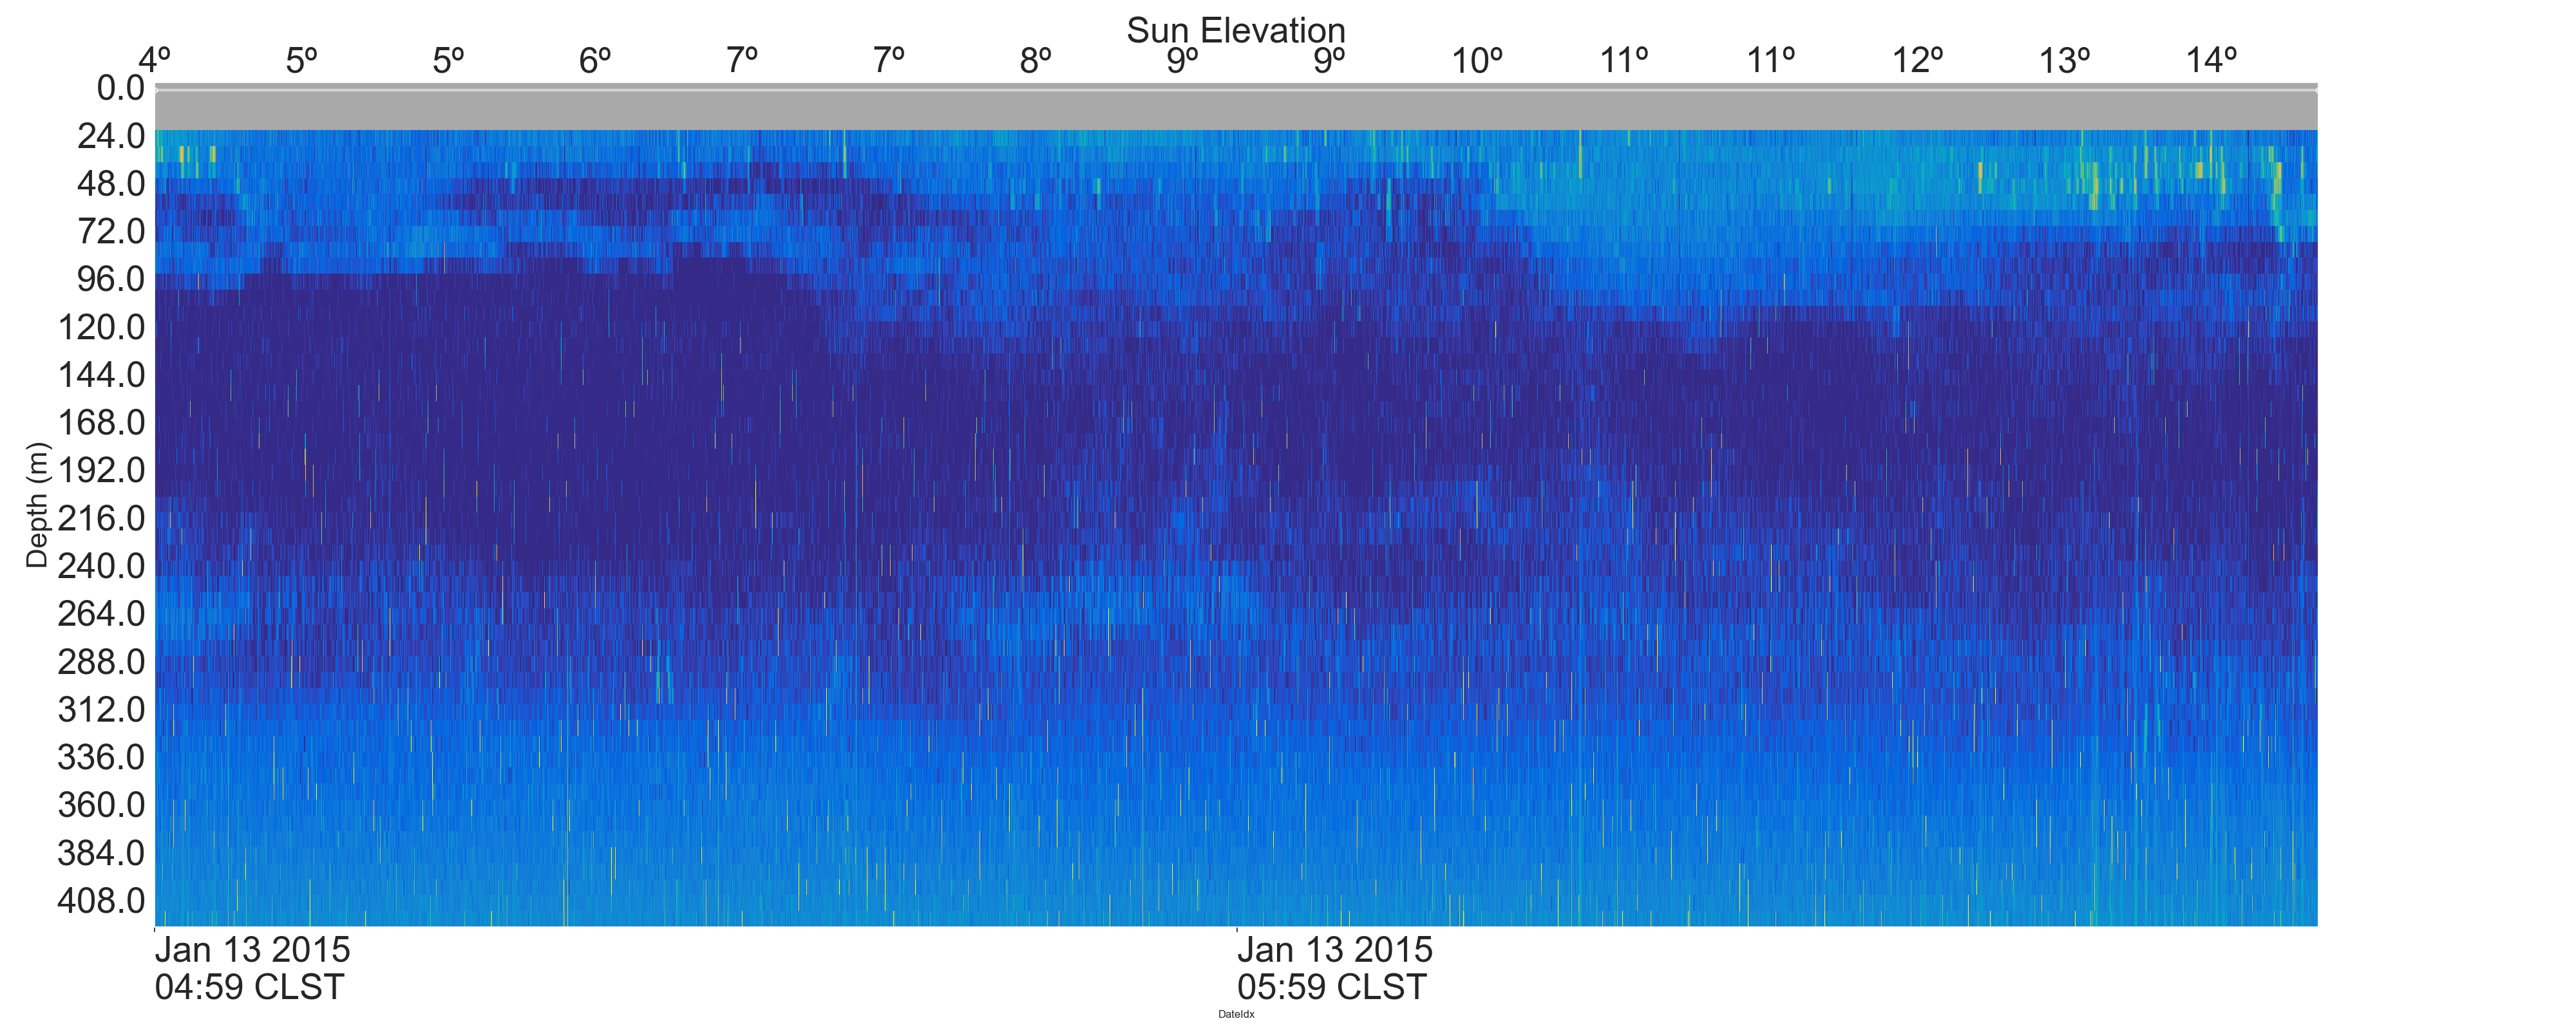 Sun Elevation
4º 5º 5º 6º 7º 7º 8º 9º 9º 10º 11º 11º 12º 13º 14º
0.0
24.0
48.0
72.0
96.0
120.0
144.0
168.0
192.0
216.0
240.0
264.0
288.0
312.0
336.0
360.0
384.0
408.0
Depth (m)
Jan 13 2015
04:59 CLST
Jan 13 2015
05:59 CLST
DateIdx